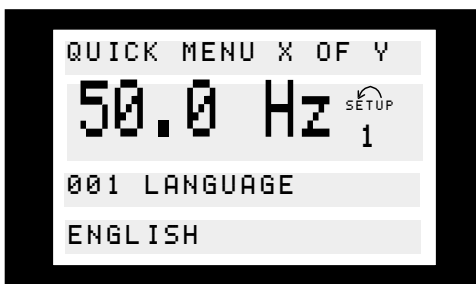 QUICK MENU X OF Y
50.0 Hz
SETUP
1
001 LANGUAGE
ENGLISH